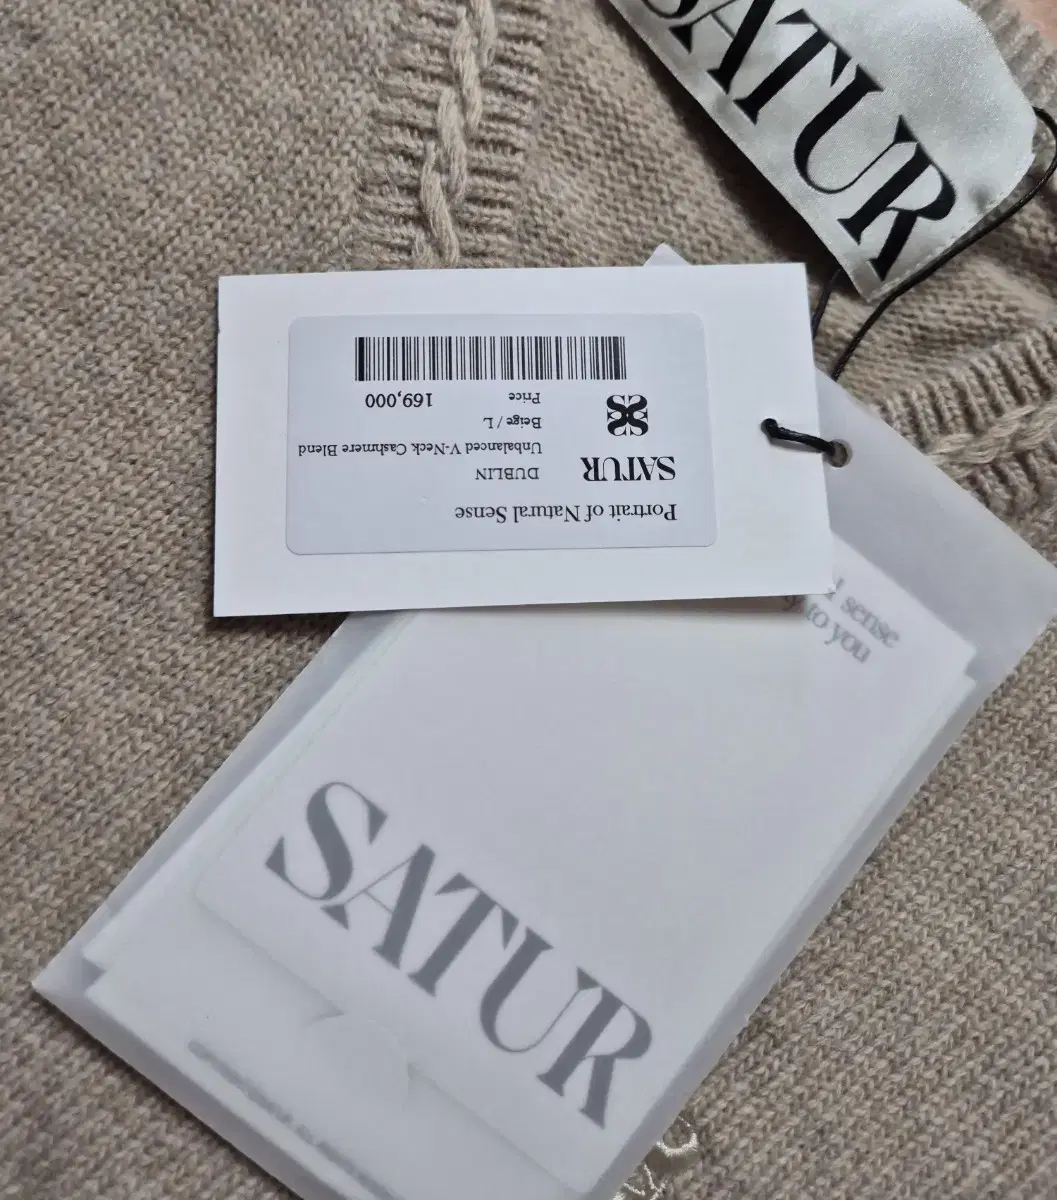 SATUR
Portrait of Natural Sense
SATUR
DUBLIN
Unbalanced V-Neck Cashmere Blend
Beige / L
Price 169,000
sense
to you
SATUR